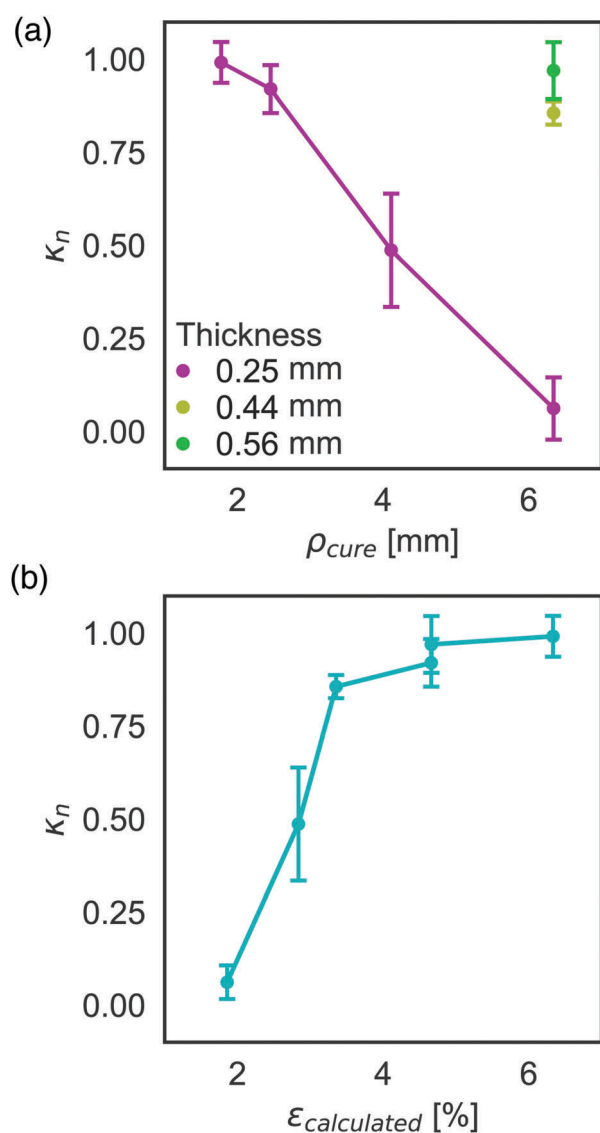 (a)
1.00
0.75
0.50
0.25
0.00
κn
Thickness
0.25 mm
0.44 mm
0.56 mm
2 4 6
ρcure [mm]
(b)
1.00
0.75
0.50
0.25
0.00
κn
2 4 6
εcalculated [%]